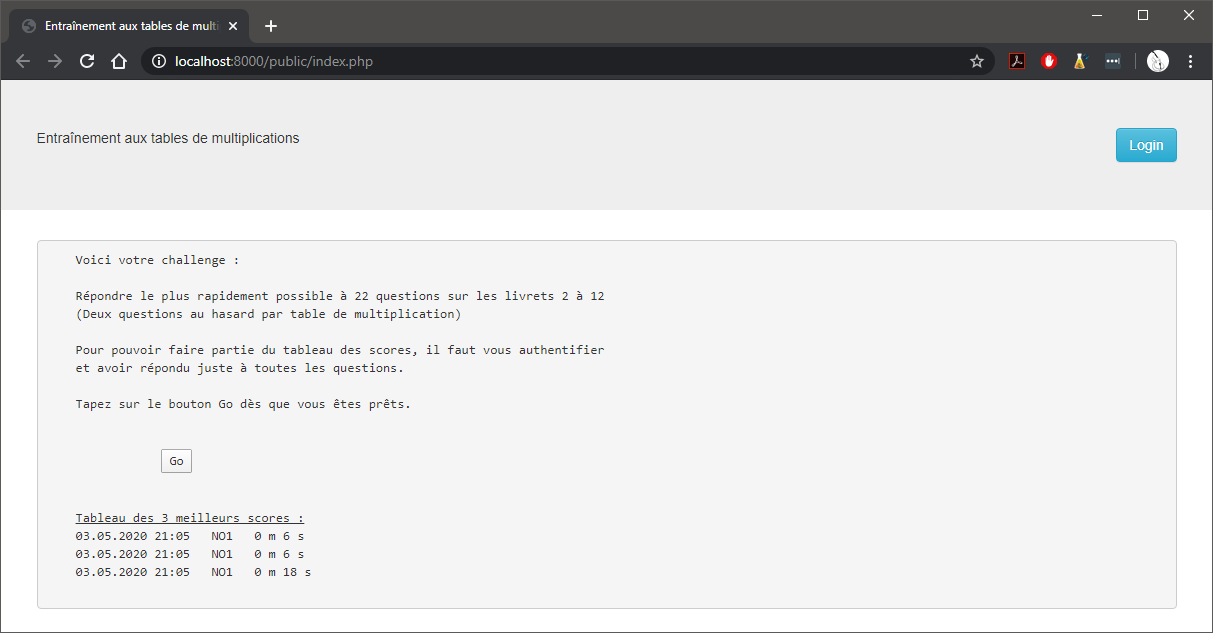 Entraînement aux tables de multi
localhost:8000/public/index.php
Entraînement aux tables de multiplications
Login
Voici votre challenge :
Répondre le plus rapidement possible à 22 questions sur les livrets 2 à 12
(Deux questions au hasard par table de multiplication)
Pour pouvoir faire partie du tableau des scores, il faut vous authentifier
et avoir répondu juste à toutes les questions.
Tapez sur le bouton Go dès que vous êtes prêts.
Go
Tableau des 3 meilleurs scores :
03.05.2020 21:05 NO1 0 m 6 s
03.05.2020 21:05 NO1 0 m 6 s
03.05.2020 21:05 NO1 0 m 18 s